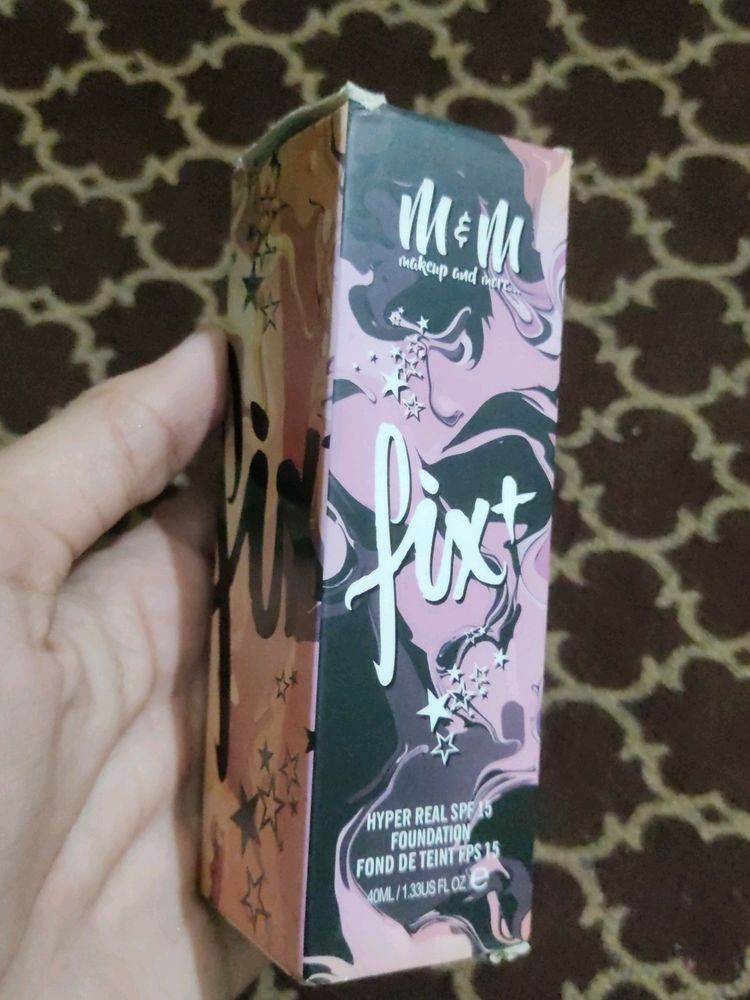 M & M
makeup and more...
fix+
HYPER REAL SPF 15
FOUNDATION
FOND DE TEINT FPS 15
40ML / 1.33US FL OZ e
fix